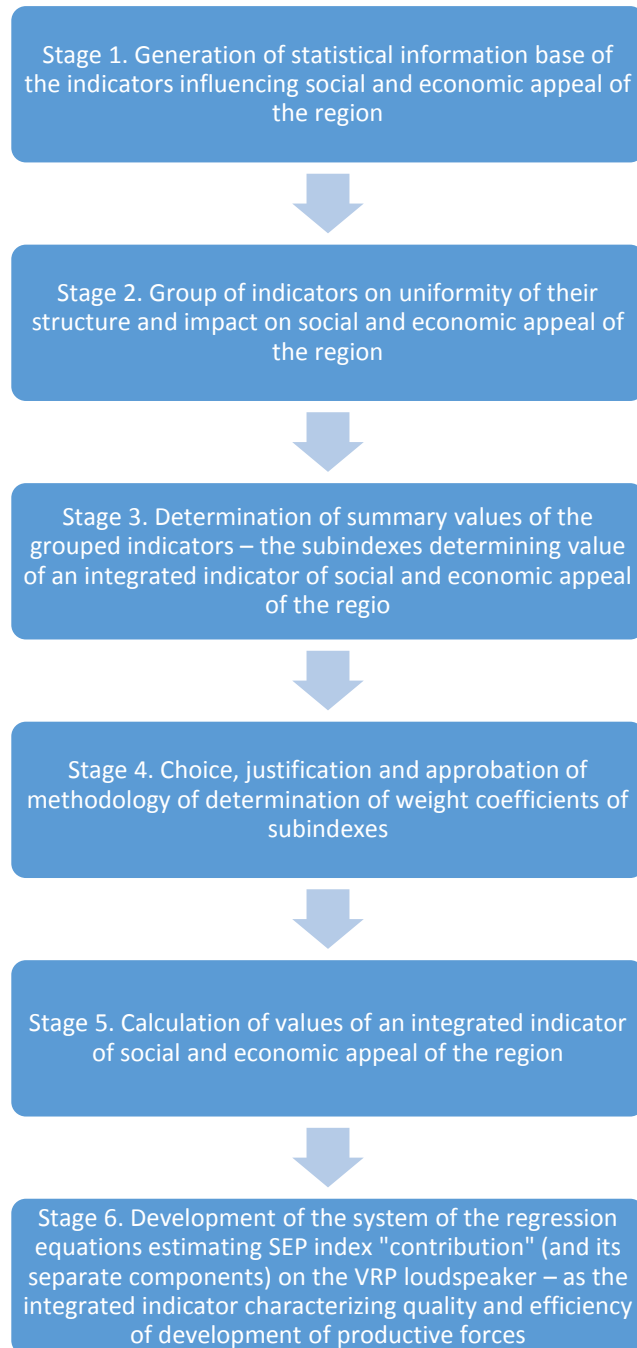 Stage 1. Generation of statistical information base of
the indicators influencing social and economic appeal of
the region
Stage 2. Group of indicators on uniformity of their
structure and impact on social and economic appeal of
the region
Stage 3. Determination of summary values of the
grouped indicators – the subindexes determining value
of an integrated indicator of social and economic appeal
of the regio
Stage 4. Choice, justification and approbation of
methodology of determination of weight coefficients of
subindexes
Stage 5. Calculation of values of an integrated indicator
of social and economic appeal of the region
Stage 6. Development of the system of the regression
equations estimating SEP index "contribution" (and its
separate components) on the VRP loudspeaker – as the
integrated indicator characterizing quality and efficiency
of development of productive forces